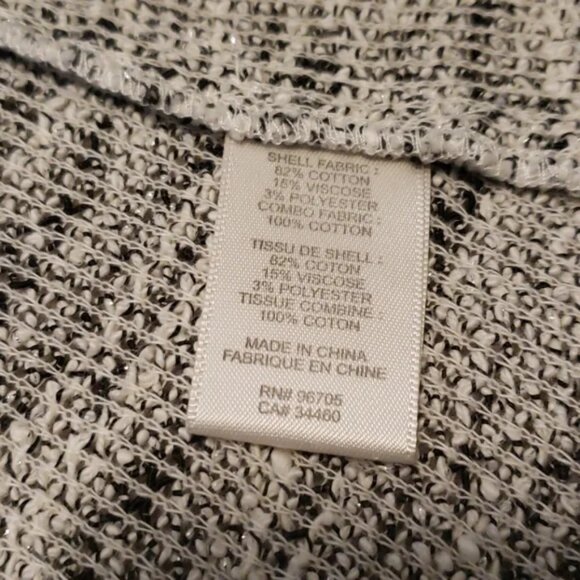 SHELL FABRIC :
82% COTTON
15% VISCOSE
3% POLYESTER
COMBO FABRIC :
100% COTTON
TISSU DE SHELL :
82% COTON
15% VISCOSE
3% POLYESTER
TISSUE COMBINE :
100% COTON
MADE IN CHINA
FABRIQUE EN CHINE
RN# 96705
CA# 34460